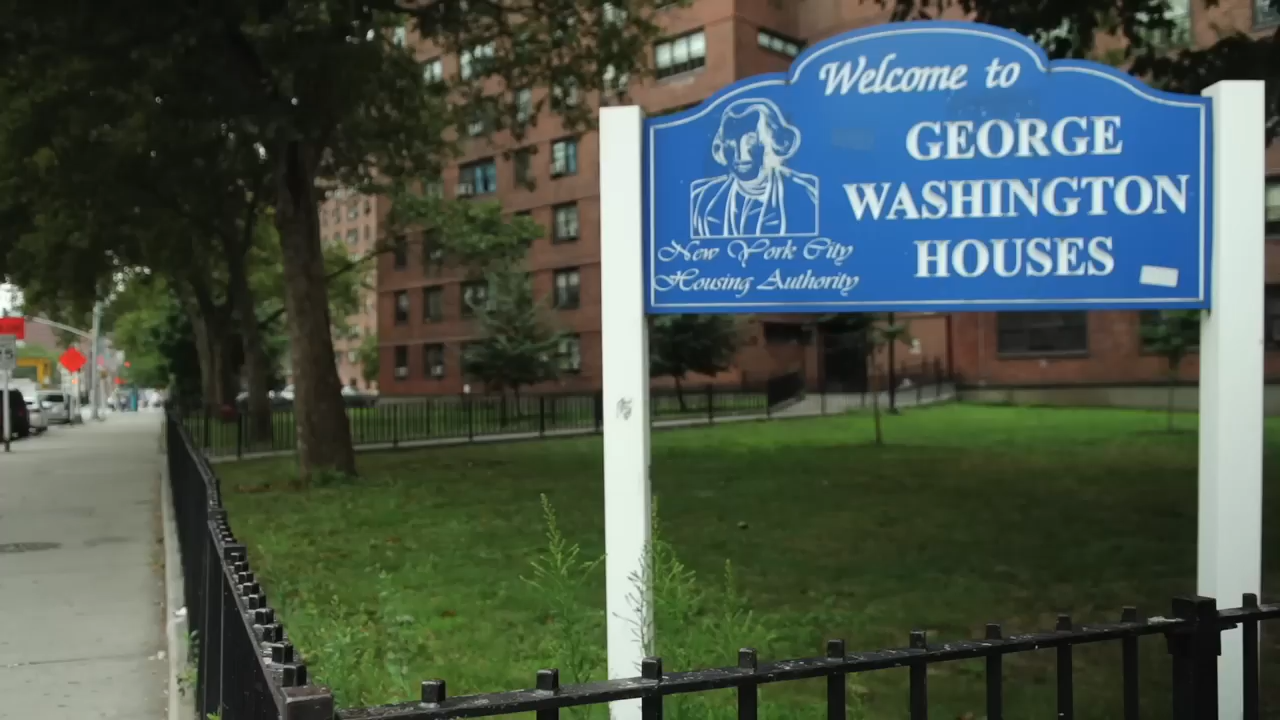 Welcome to
GEORGE
WASHINGTON
HOUSES
New York City
Housing Authority